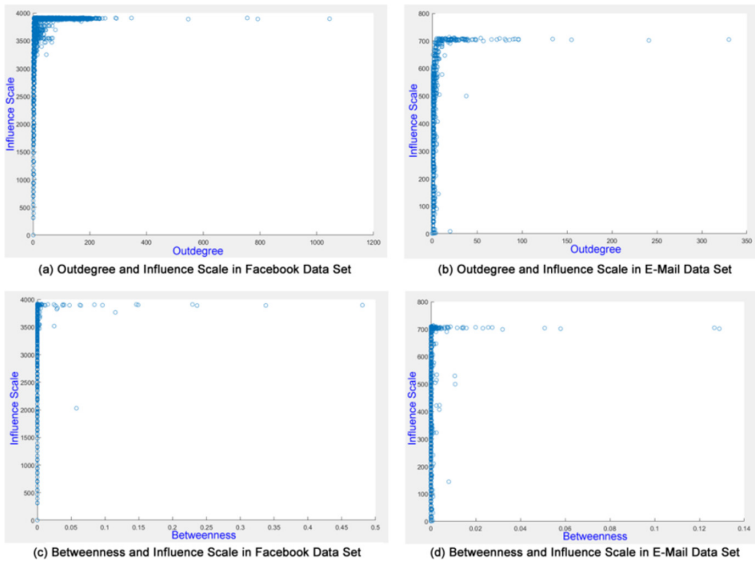 4000
3500
3000
2500
2000
1500
1000
500
0
Influence Scale
0 200 400 600 800 1000 1200
Outdegree
(a) Outdegree and Influence Scale in Facebook Data Set
800
700
600
500
400
300
200
100
0
Influence Scale
0 50 100 150 200 250 300 350
Outdegree
(b) Outdegree and Influence Scale in E-Mail Data Set
4000
3500
3000
2500
2000
1500
1000
500
0
Influence Scale
0 0.05 0.1 0.15 0.2 0.25 0.3 0.35 0.4 0.45 0.5
Betweenness
(c) Betweenness and Influence Scale in Facebook Data Set
800
700
600
500
400
300
200
100
0
Influence Scale
0 0.02 0.04 0.06 0.08 0.1 0.12 0.14
Betweenness
(d) Betweenness and Influence Scale in E-Mail Data Set